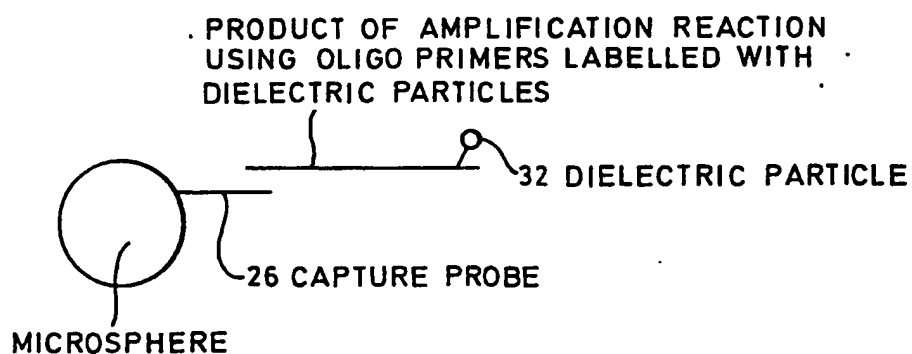 PRODUCT OF AMPLIFICATION REACTION
USING OLIGO PRIMERS LABELLED WITH
DIELECTRIC PARTICLES
32 DIELECTRIC PARTICLE
26 CAPTURE PROBE
MICROSPHERE